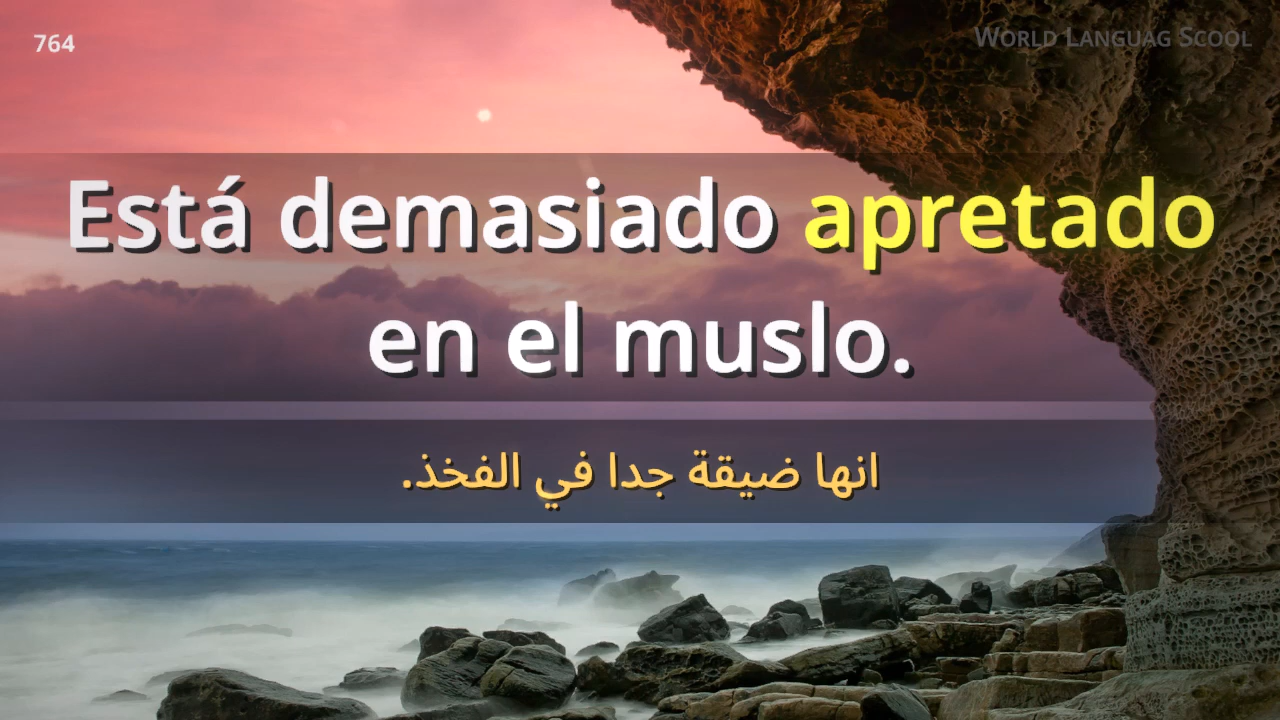 764
WORLD LANGUAG SCOOL
Está demasiado apretado
en el muslo.
انها ضيقة جدا في الفخذ.